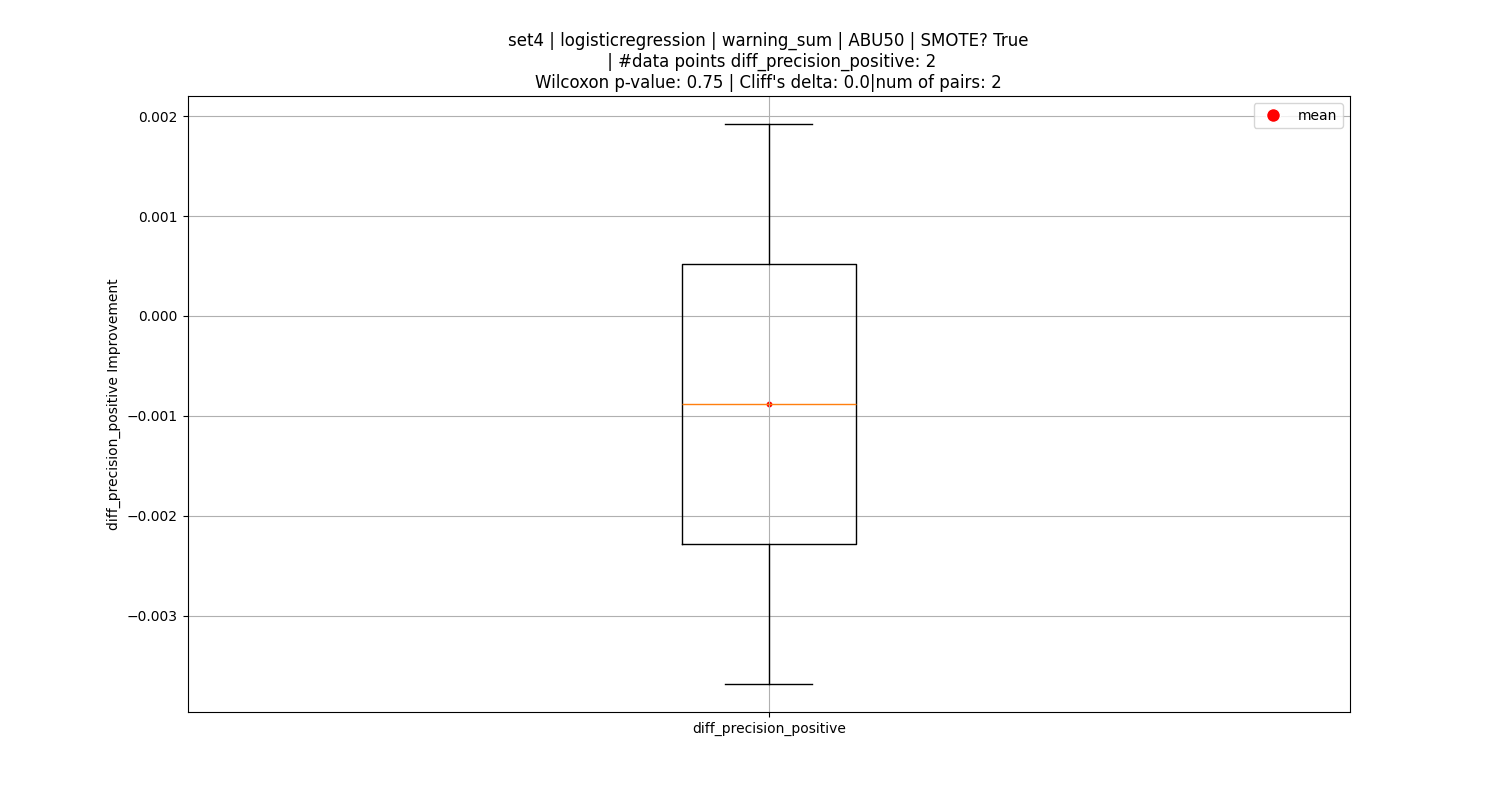 set4 | logisticregression | warning_sum | ABU50 | SMOTE? True
| #data points diff_precision_positive: 2
Wilcoxon p-value: 0.75 | Cliff's delta: 0.0|num of pairs: 2
mean
0.002
0.001
0.000
−0.001
−0.002
−0.003
diff_precision_positive Improvement
diff_precision_positive